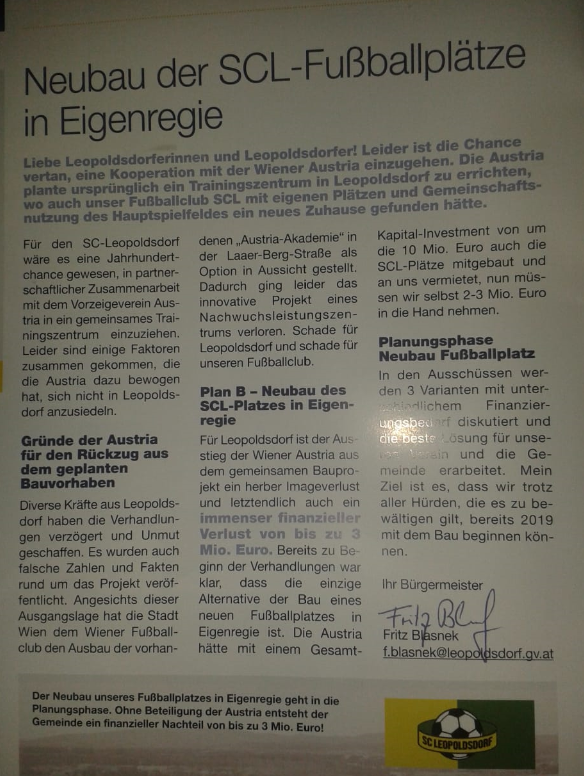 Neubau der SCL-Fußballplätze
in Eigenregie
Liebe Leopoldsdorferinnen und Leopoldsdorfer! Leider ist die Chance
vertan, eine Kooperation mit der Wiener Austria einzugehen. Die Austria
plante ursprünglich ein Trainingszentrum in Leopoldsdorf zu errichten,
wo auch unser Fußballclub SCL mit eigenen Plätzen und Gemeinschafts-
nutzung des Hauptspielfeldes ein neues Zuhause gefunden hätte.
Für den SC-Leopoldsdorf
wäre es eine Jahrhundert-
chance gewesen, in partner-
schaftlicher Zusammenarbeit
mit dem Vorzeigeverein Aus-
tria in ein gemeinsames Trai-
ningszentrum einzuziehen.
Leider sind einige Faktoren
zusammen gekommen, die
die Austria dazu bewogen
hat, sich nicht in Leopolds-
dorf anzusiedeln.
Gründe der Austria
für den Rückzug aus
dem geplanten
Bauvorhaben
Diverse Kräfte aus Leopolds-
dorf haben die Verhandlun-
gen verzögert und Unmut
geschaffen. Es wurden auch
falsche Zahlen und Fakten
rund um das Projekt veröf-
fentlicht. Angesichts dieser
Ausgangslage hat die Stadt
Wien dem Wiener Fußball-
club den Ausbau der vorhan-
denen „Austria-Akademie“ in
der Laaer-Berg-Straße als
Option in Aussicht gestellt.
Dadurch ging leider das
innovative Projekt eines
Nachwuchsleistungszen-
trums verloren. Schade für
Leopoldsdorf und schade für
unseren Fußballclub.
Plan B – Neubau des
SCL-Platzes in Eigen-
regie
Für Leopoldsdorf ist der Aus-
stieg der Wiener Austria aus
dem gemeinsamen Baupro-
jekt ein herber Imageverlust
und letztendlich auch ein
immenser finanzieller
Verlust von bis zu 3
Mio. Euro. Bereits zu Be-
ginn der Verhandlungen war
klar, dass die einzige
Alternative der Bau eines
neuen Fußballplatzes in
Eigenregie ist. Die Austria
hätte mit einem Gesamt-
Kapital-Investment von um
die 10 Mio. Euro auch die
SCL-Plätze mitgebaut und
an uns vermietet, nun müs-
sen wir selbst 2-3 Mio. Euro
in die Hand nehmen.
Planungsphase
Neubau Fußballplatz
In den Ausschüssen wer-
den 3 Varianten mit unter-
schiedlichem Finanzier-
ungsbedarf diskutiert und
die beste Lösung für unse-
ren Verein und die Ge-
meinde erarbeitet. Mein
Ziel ist es, dass wir trotz
aller Hürden, die es zu be-
wältigen gilt, bereits 2019
mit dem Bau beginnen kön-
nen.
Ihr Bürgermeister
Fritz Blasnek
f.blasnek@leopoldsdorf.gv.at
Der Neubau unseres Fußballplatzes in Eigenregie geht in die
Planungsphase. Ohne Beteiligung der Austria entsteht der
Gemeinde ein finanzieller Nachteil von bis zu 3 Mio. Euro!
SC LEOPOLDSDORF